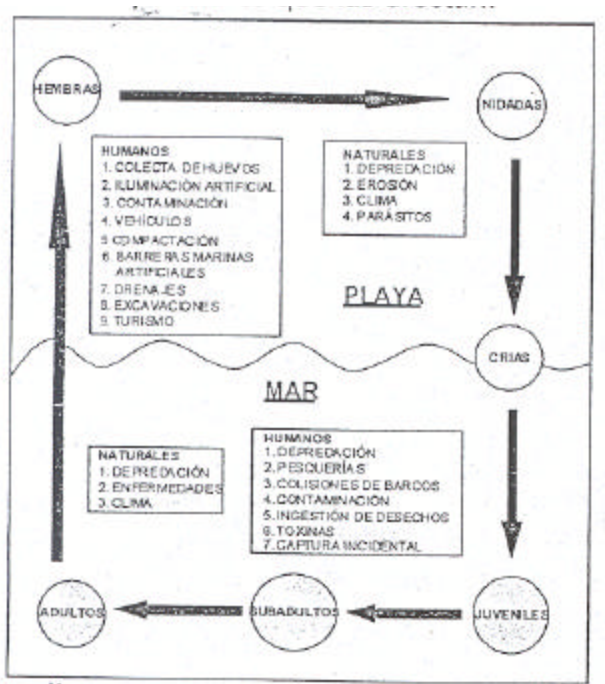 HEMBRAS
NIDADAS
HUMANOS
1. COLECTA DE HUEVOS
2. ILUMINACIÓN ARTIFICIAL
3. CONTAMINACIÓN
4. VEHÍCULOS
5. COMPACTACIÓN
6. BARRERAS MARINAS
ARTIFICIALES
7. DRENAJES
8. EXCAVACIONES
9. TURISMO
NATURALES
1. DEPREDACIÓN
2. EROSIÓN
3. CLIMA
4. PARÁSITOS
PLAYA
CRIAS
MAR
NATURALES
1. DEPREDACIÓN
2. ENFERMEDADES
3. CLIMA
HUMANOS
1. DEPREDACIÓN
2. PESQUERÍAS
3. COLISIONES DE BARCOS
4. CONTAMINACIÓN
5. INGESTIÓN DE DESECHOS
6. TOXINAS
7. CAPTURA INCIDENTAL
ADULTOS
SUBADULTOS
JUVENILES